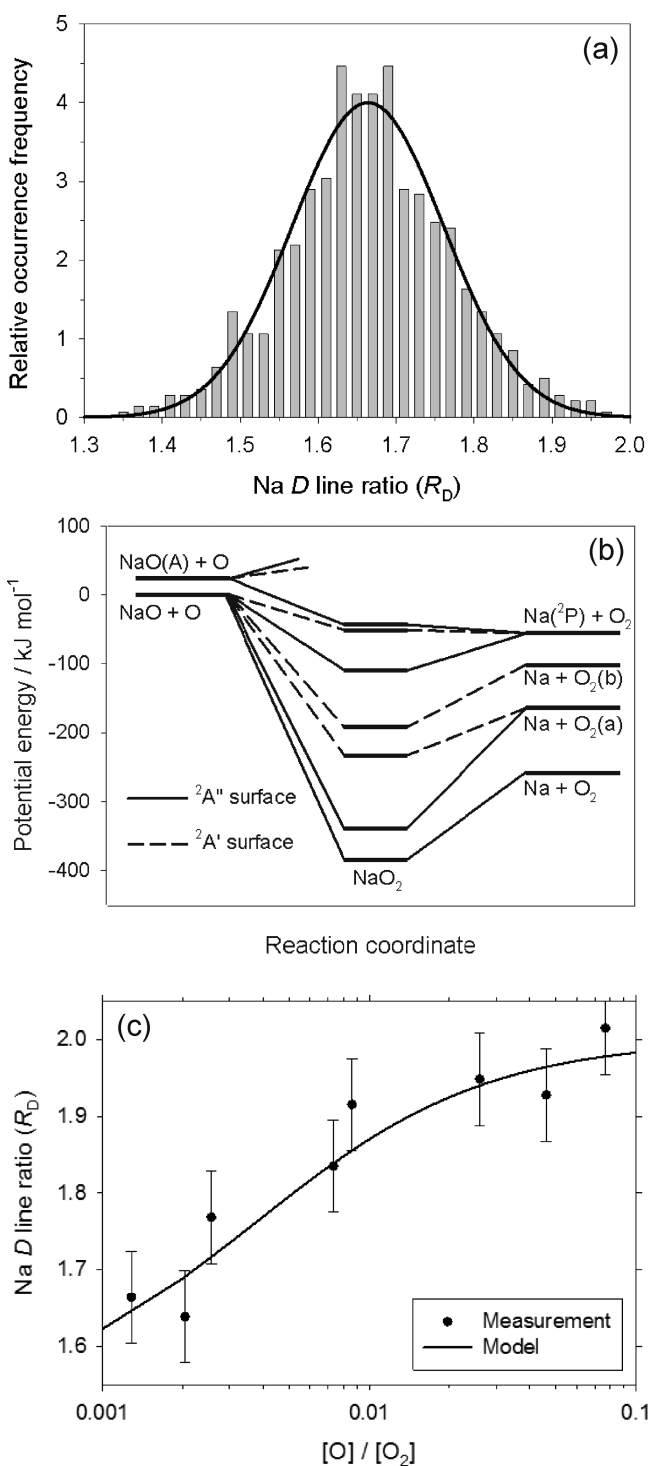 (a)
Relative occurrence frequency
5
4
3
2
1
0
1.3 1.4 1.5 1.6 1.7 1.8 1.9 2.0
Na D line ratio (R_D)
(b)
Potential energy / kJ mol⁻¹
100
0
-100
-200
-300
-400
NaO(A) + O
NaO + O
Na(²P) + O₂
Na + O₂(b)
Na + O₂(a)
Na + O₂
²A" surface
²A' surface
NaO₂
Reaction coordinate
(c)
Na D line ratio (R_D)
2.0
1.9
1.8
1.7
1.6
Measurement
Model
0.001 0.01 0.1
[O] / [O₂]